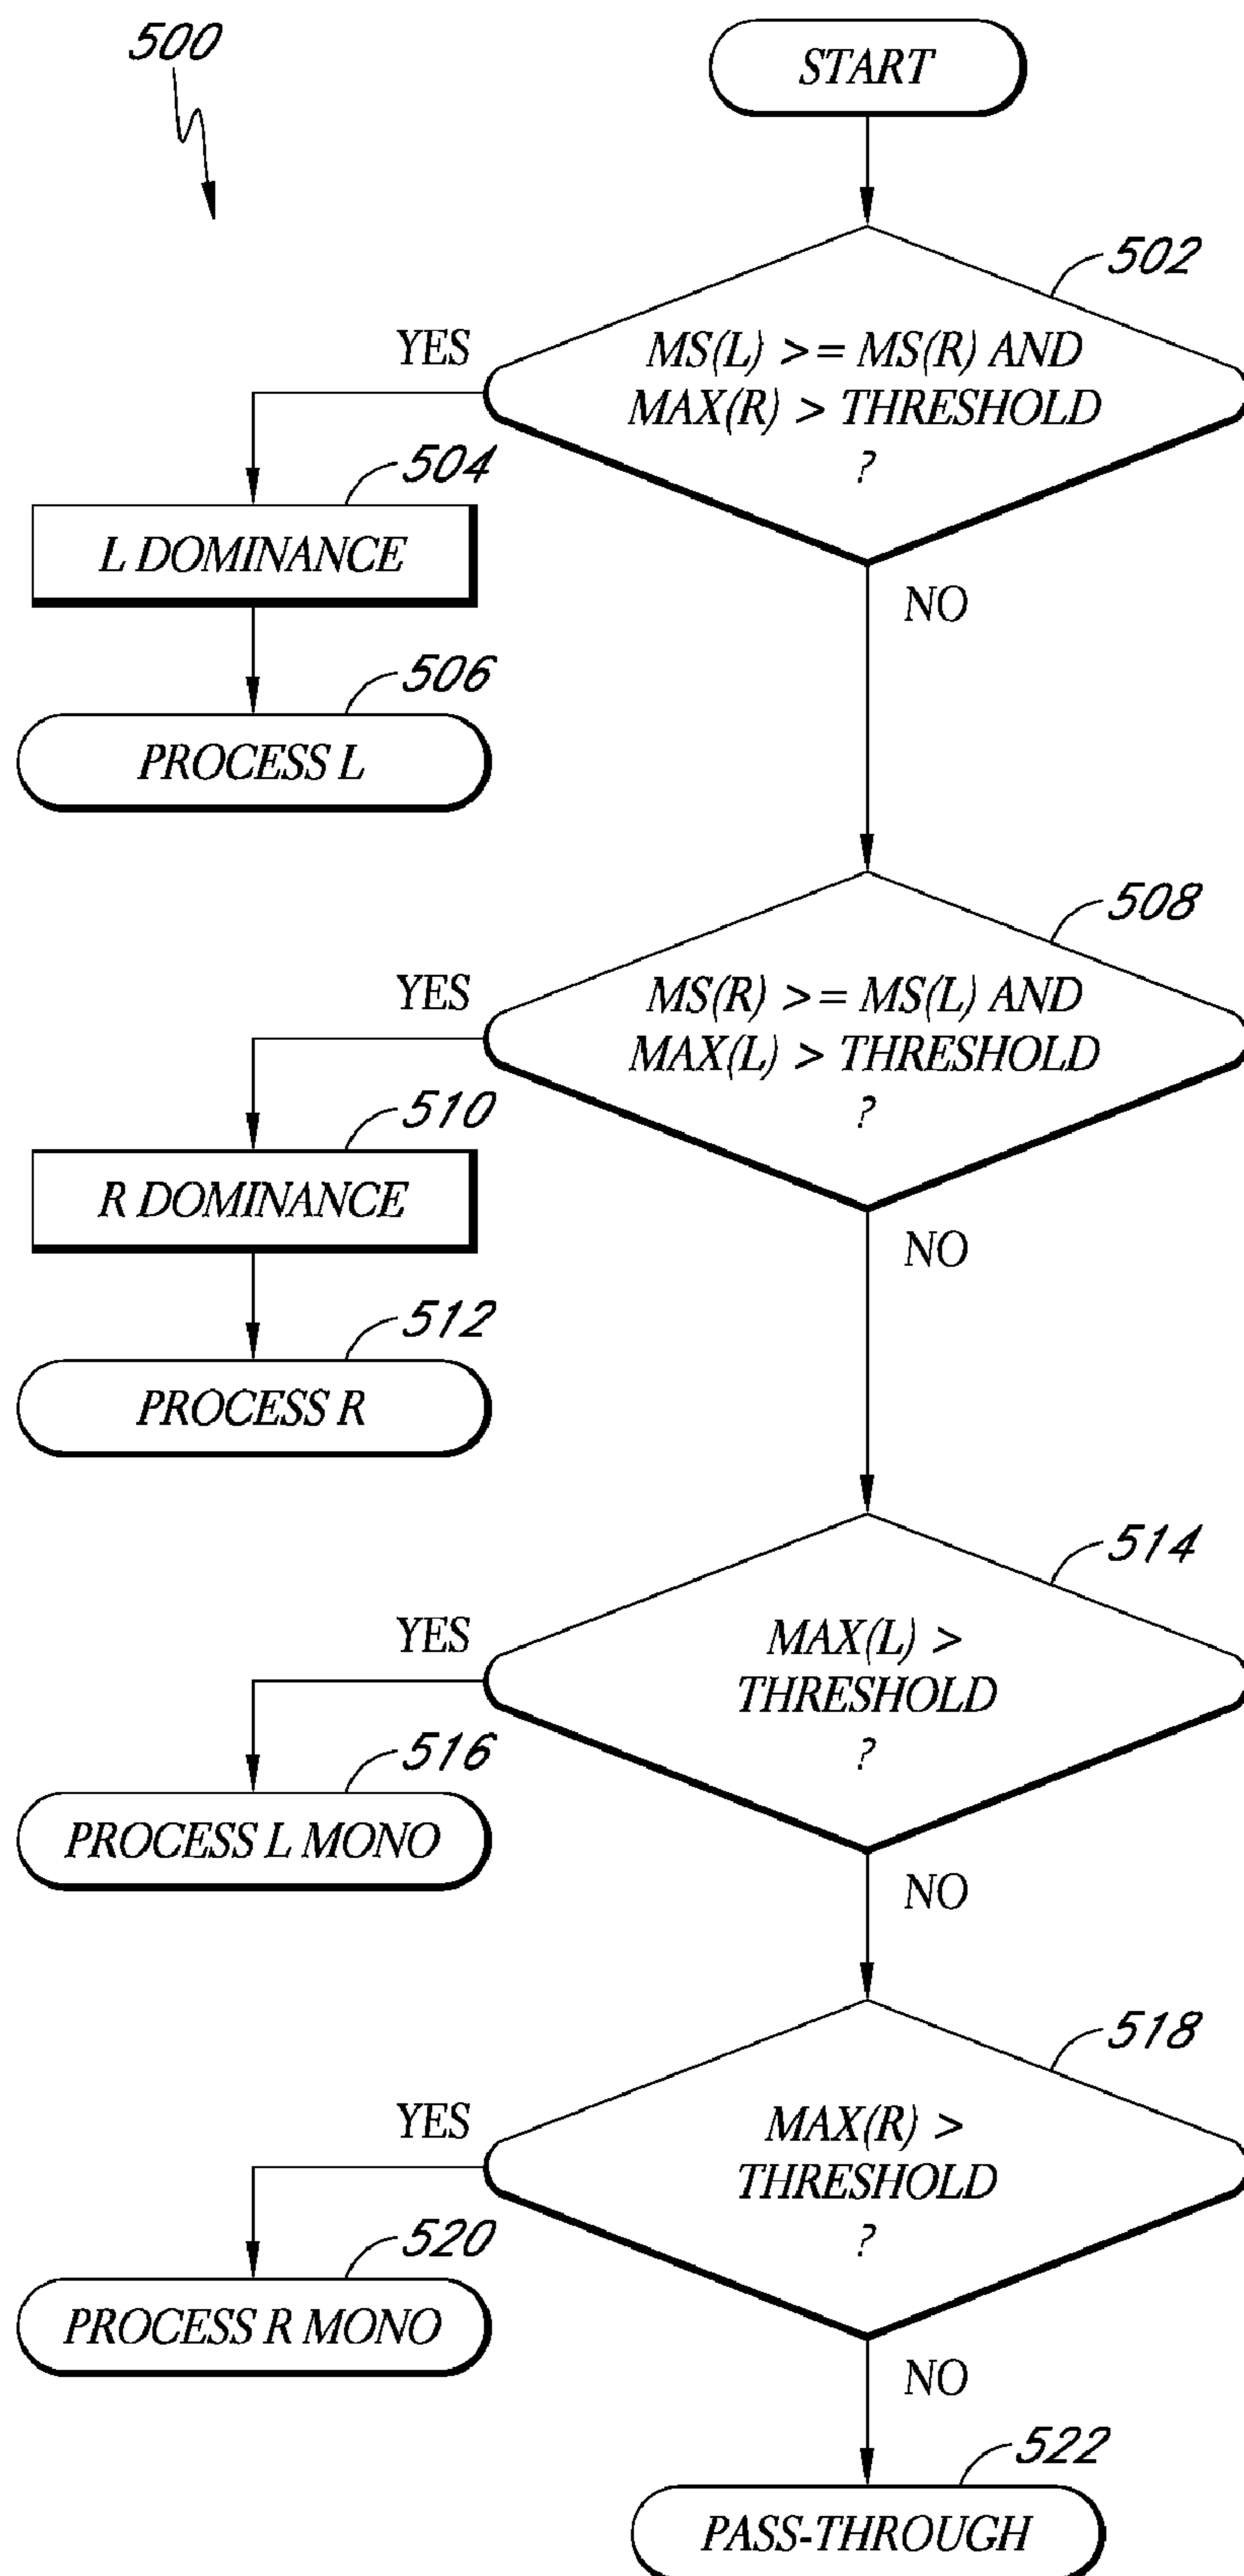 500
START
502
MS(L) >= MS(R) AND
MAX(R) > THRESHOLD
?
YES
504
L DOMINANCE
NO
506
PROCESS L
508
MS(R) >= MS(L) AND
MAX(L) > THRESHOLD
?
YES
510
R DOMINANCE
NO
512
PROCESS R
514
MAX(L) >
THRESHOLD
?
YES
516
PROCESS L MONO
NO
518
MAX(R) >
THRESHOLD
?
YES
520
PROCESS R MONO
NO
522
PASS-THROUGH